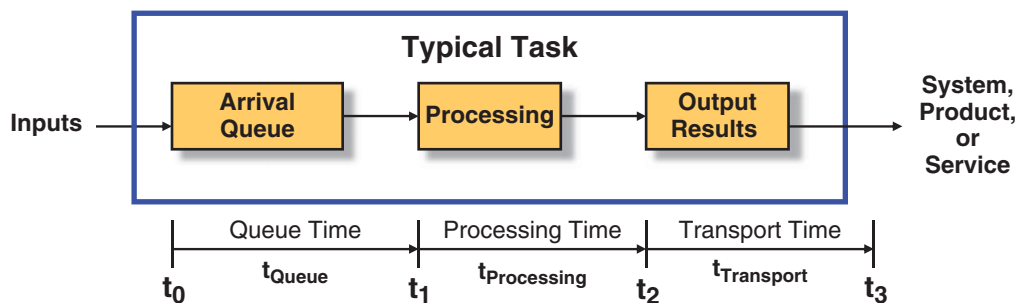 Typical Task
Inputs
Arrival
Queue
Processing
Output
Results
System,
Product,
or
Service
Queue Time
Processing Time
Transport Time
tQueue
tProcessing
tTransport
t0
t1
t2
t3